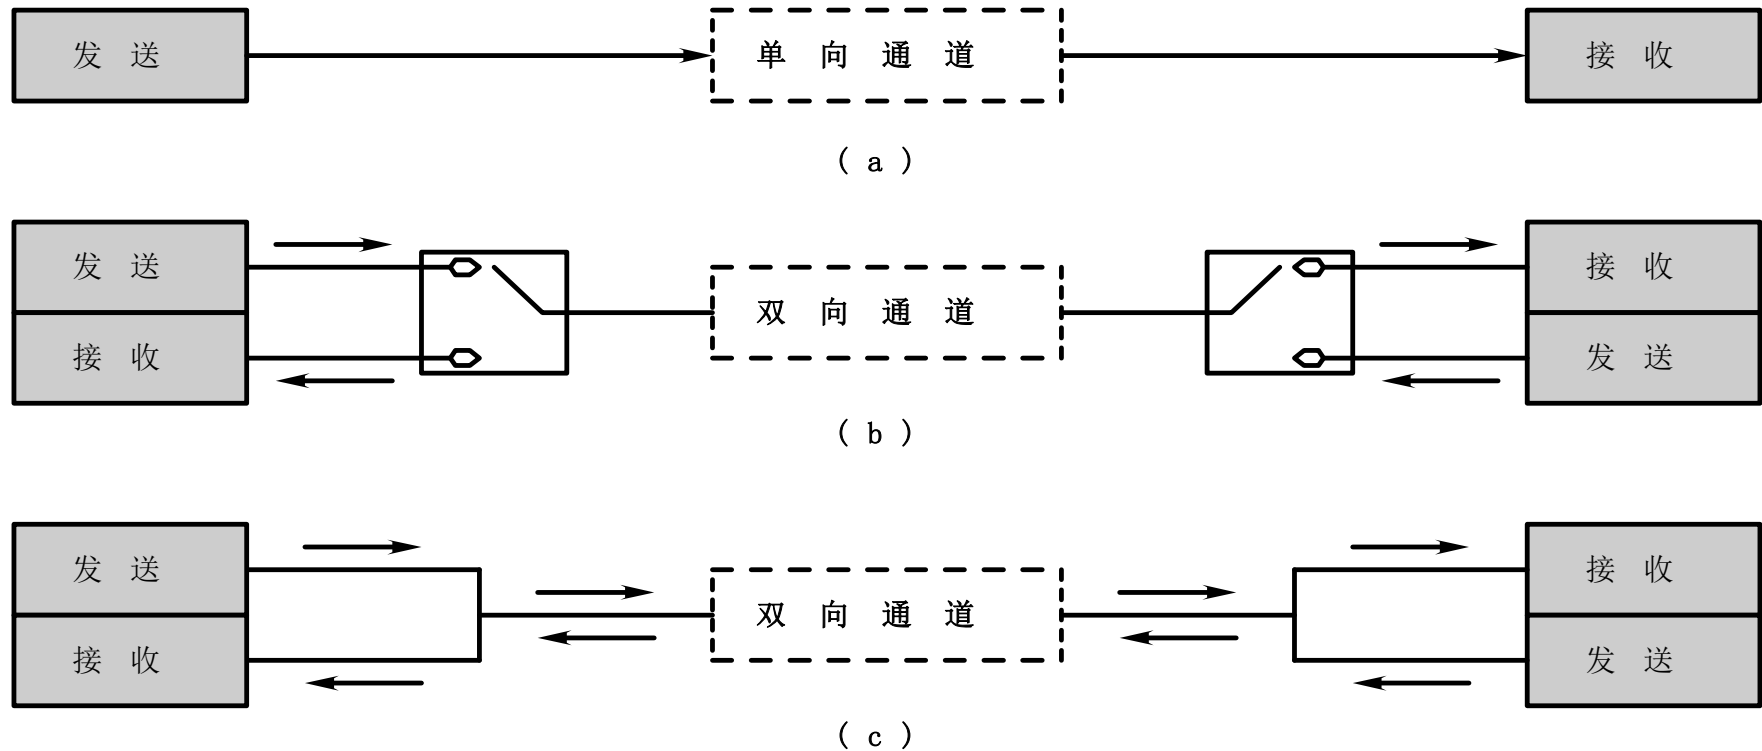 发 送 单 向 通 道 接 收
( a )
发 送 接 收
双 向 通 道
接 收 发 送
( b )
发 送 接 收
双 向 通 道
接 收 发 送
( c )